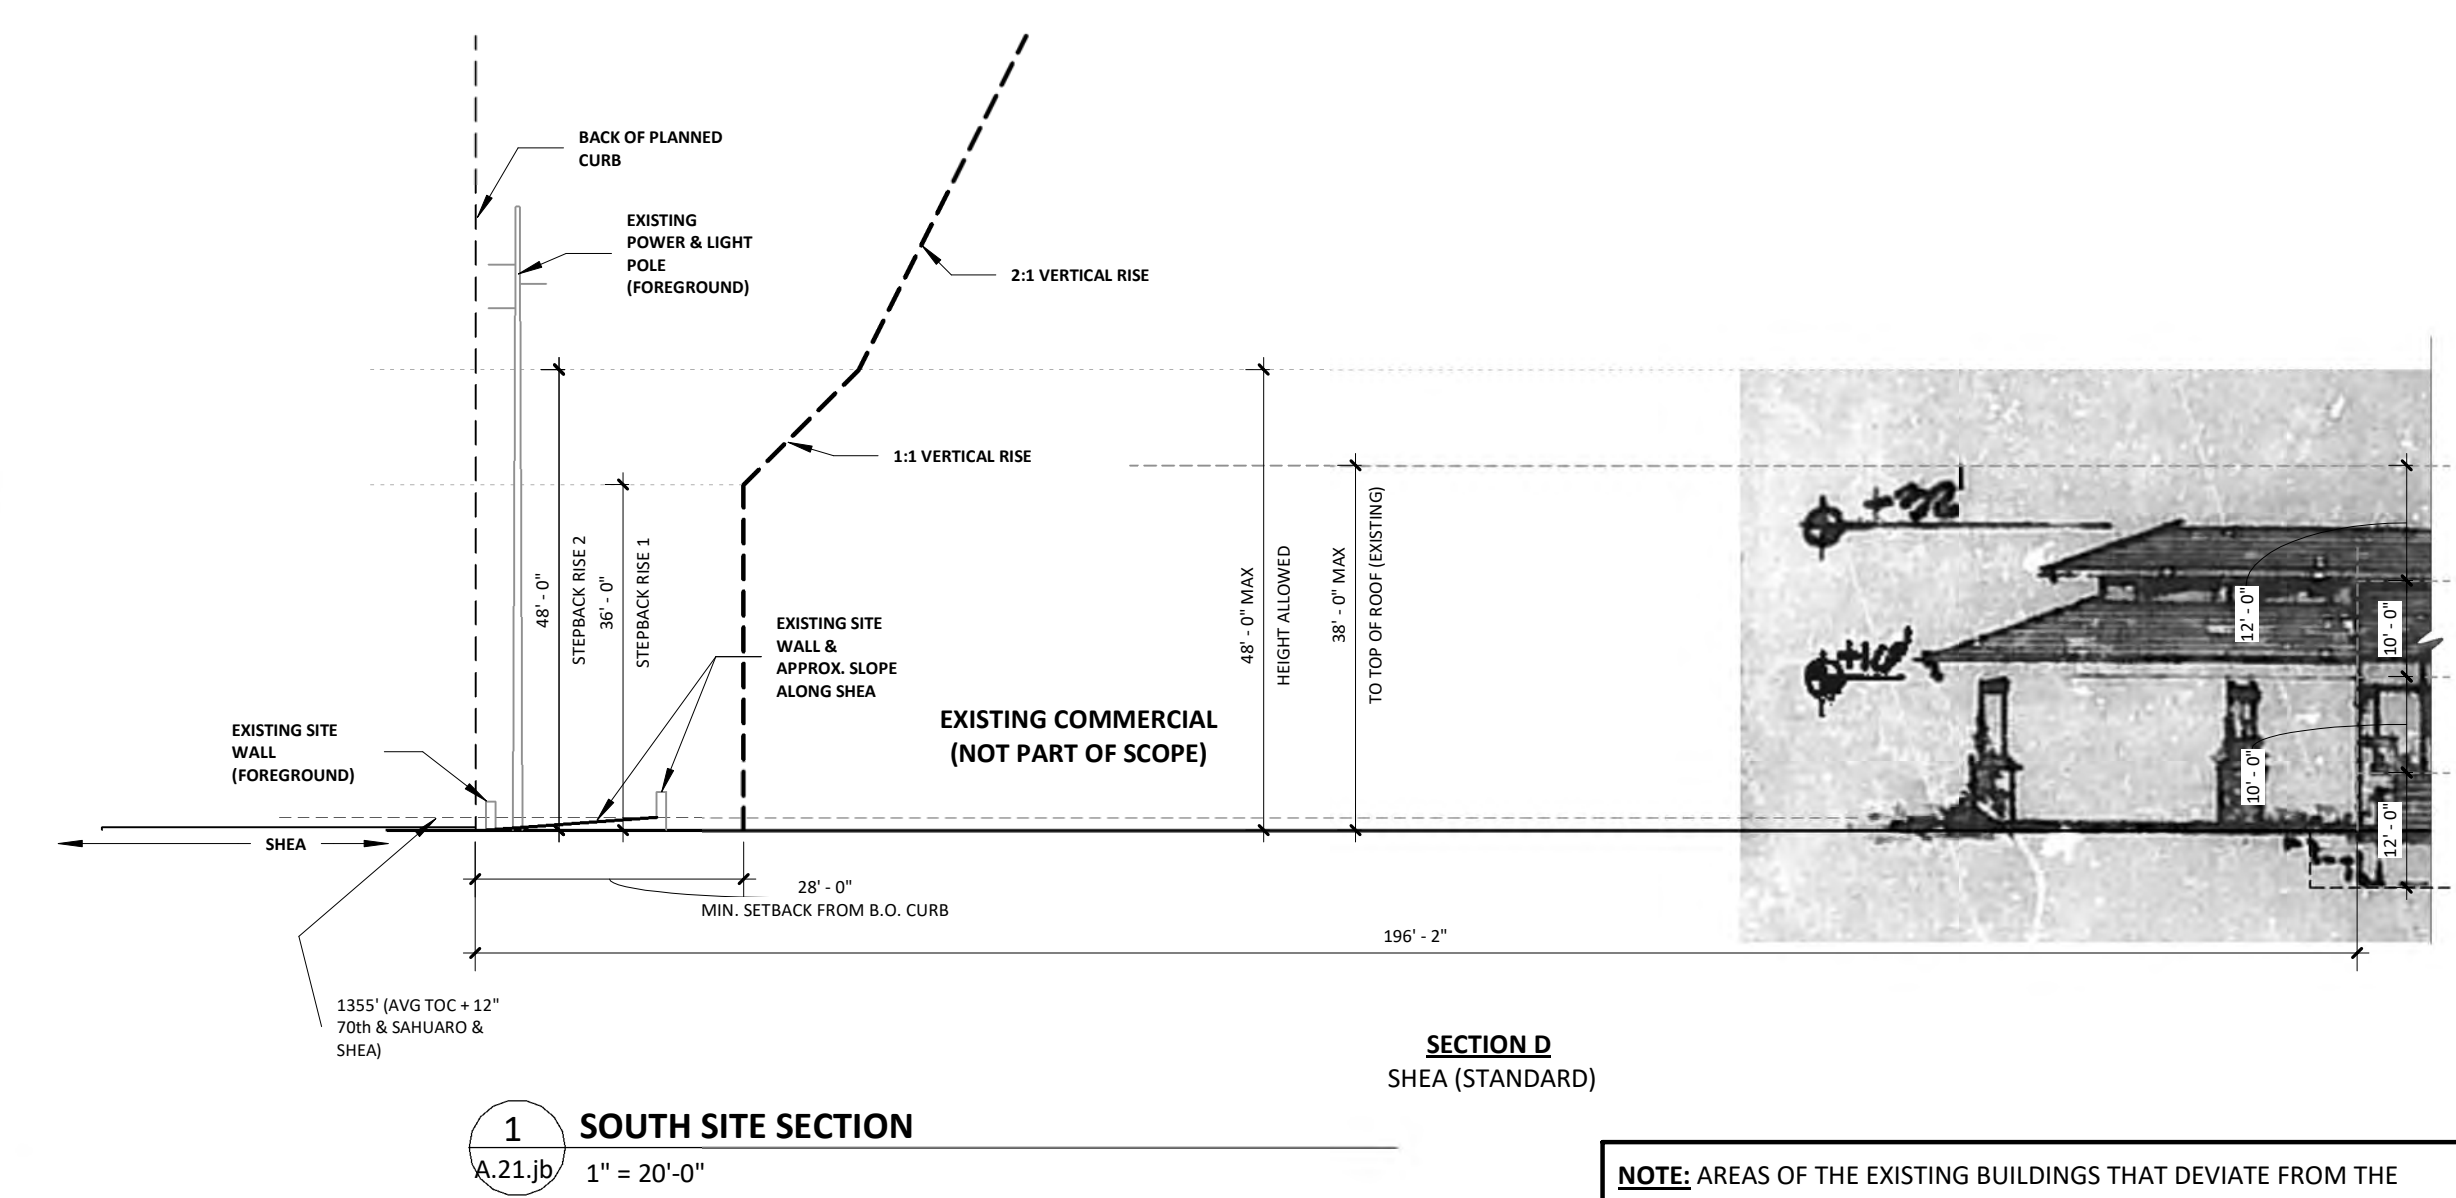 BACK OF PLANNED
CURB
EXISTING
POWER & LIGHT
POLE
(FOREGROUND)
2:1 VERTICAL RISE
1:1 VERTICAL RISE
48' - 0"
STEPBACK RISE 2
36' - 0"
STEPBACK RISE 1
48' - 0" MAX
HEIGHT ALLOWED
38' - 0" MAX
TO TOP OF ROOF (EXISTING)
12' - 0"
10' - 0"
10' - 0"
12' - 0"
EXISTING SITE
WALL &
APPROX. SLOPE
ALONG SHEA
EXISTING COMMERCIAL
(NOT PART OF SCOPE)
EXISTING SITE
WALL
(FOREGROUND)
SHEA
28' - 0"
MIN. SETBACK FROM B.O. CURB
196' - 2"
1355' (AVG TOC + 12"
70th & SAHUARO &
SHEA)
SECTION D
SHEA (STANDARD)
1
A.21.jb
SOUTH SITE SECTION
1" = 20'-0"
NOTE: AREAS OF THE EXISTING BUILDINGS THAT DEVIATE FROM THE